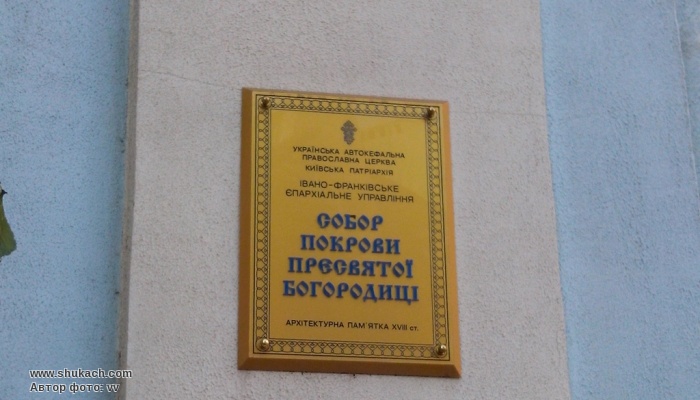 УКРАЇНСЬКА АВТОКЕФАЛЬНА
ПРАВОСЛАВНА ЦЕРКВА
КИЇВСЬКА ПАТРІАРХІЯ
ІВАНО-ФРАНКІВСЬКЕ
ЄПАРХІАЛЬНЕ УПРАВЛІННЯ
СОБОР
ПОКРОВИ
ПРЕСВЯТОЇ
БОГОРОДИЦІ
АРХІТЕКТУРНА ПАМ'ЯТКА XVIII ст.
www.shukach.com
Автор фото: vv